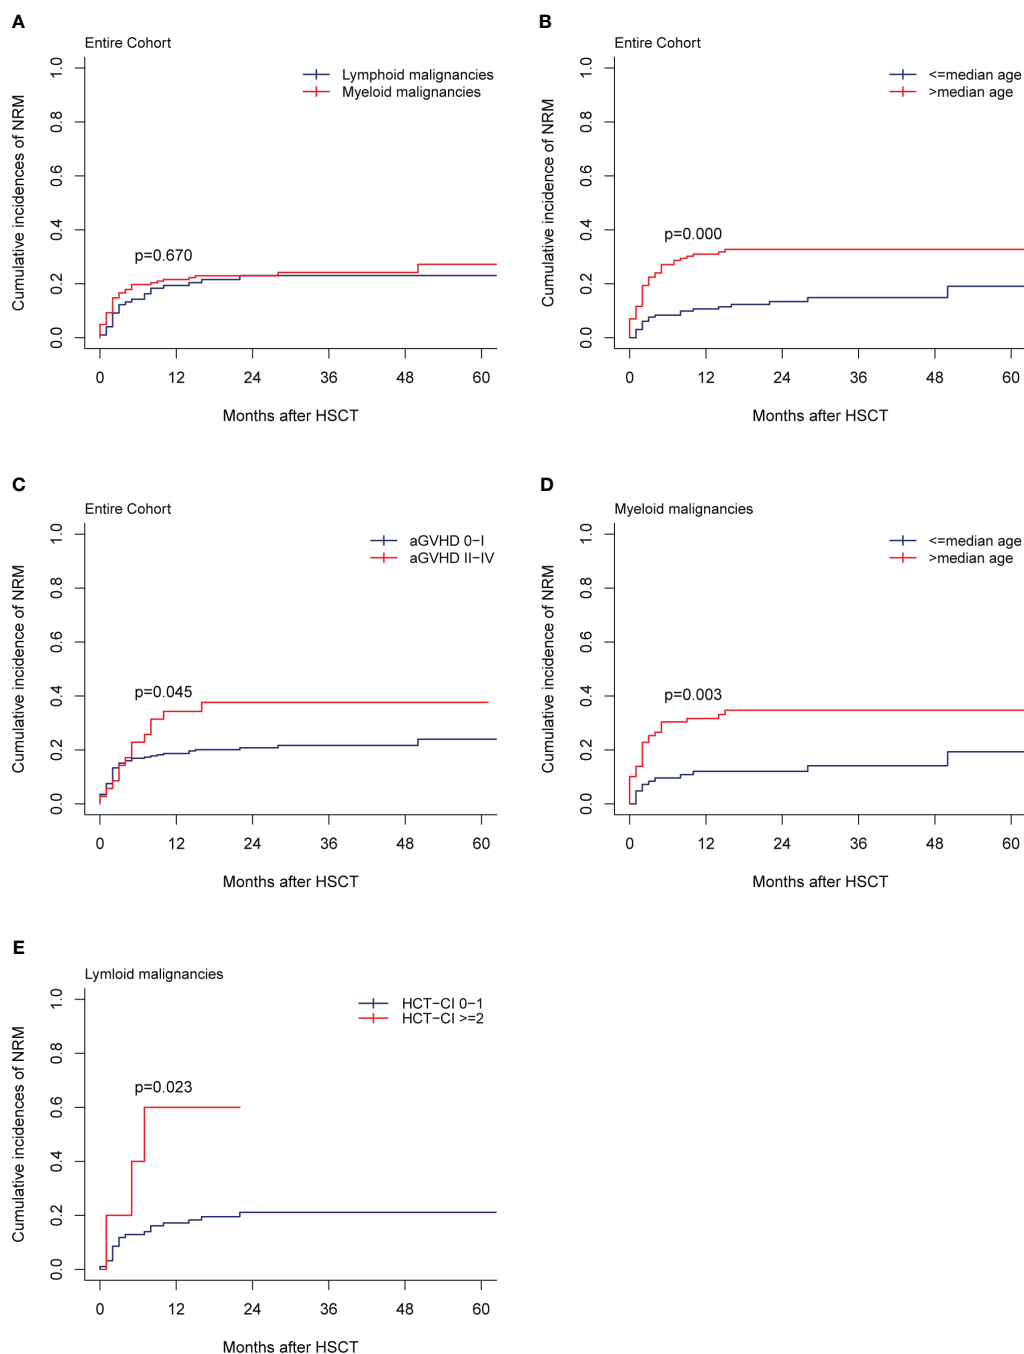 A
Entire Cohort
Cumulative incidences of NRM
1.0
0.8
0.6
0.4
0.2
0.0
Lymphoid malignancies
Myeloid malignancies
p=0.670
0 12 24 36 48 60
Months after HSCT
B
Entire Cohort
Cumulative incidence of NRM
1.0
0.8
0.6
0.4
0.2
0.0
<=median age
>median age
p=0.000
0 12 24 36 48 60
Months after HSCT
C
Entire Cohort
Cumulative incidence of NRM
1.0
0.8
0.6
0.4
0.2
0.0
aGVHD 0−I
aGVHD II−IV
p=0.045
0 12 24 36 48 60
Months after HSCT
D
Myeloid malignancies
Cumulative incidence of NRM
1.0
0.8
0.6
0.4
0.2
0.0
<=median age
>median age
p=0.003
0 12 24 36 48 60
Months after HSCT
E
Lymloid malignancies
Cumulative incidences of NRM
1.0
0.8
0.6
0.4
0.2
0.0
HCT−CI 0−1
HCT−CI >=2
p=0.023
0 12 24 36 48 60
Months after HSCT